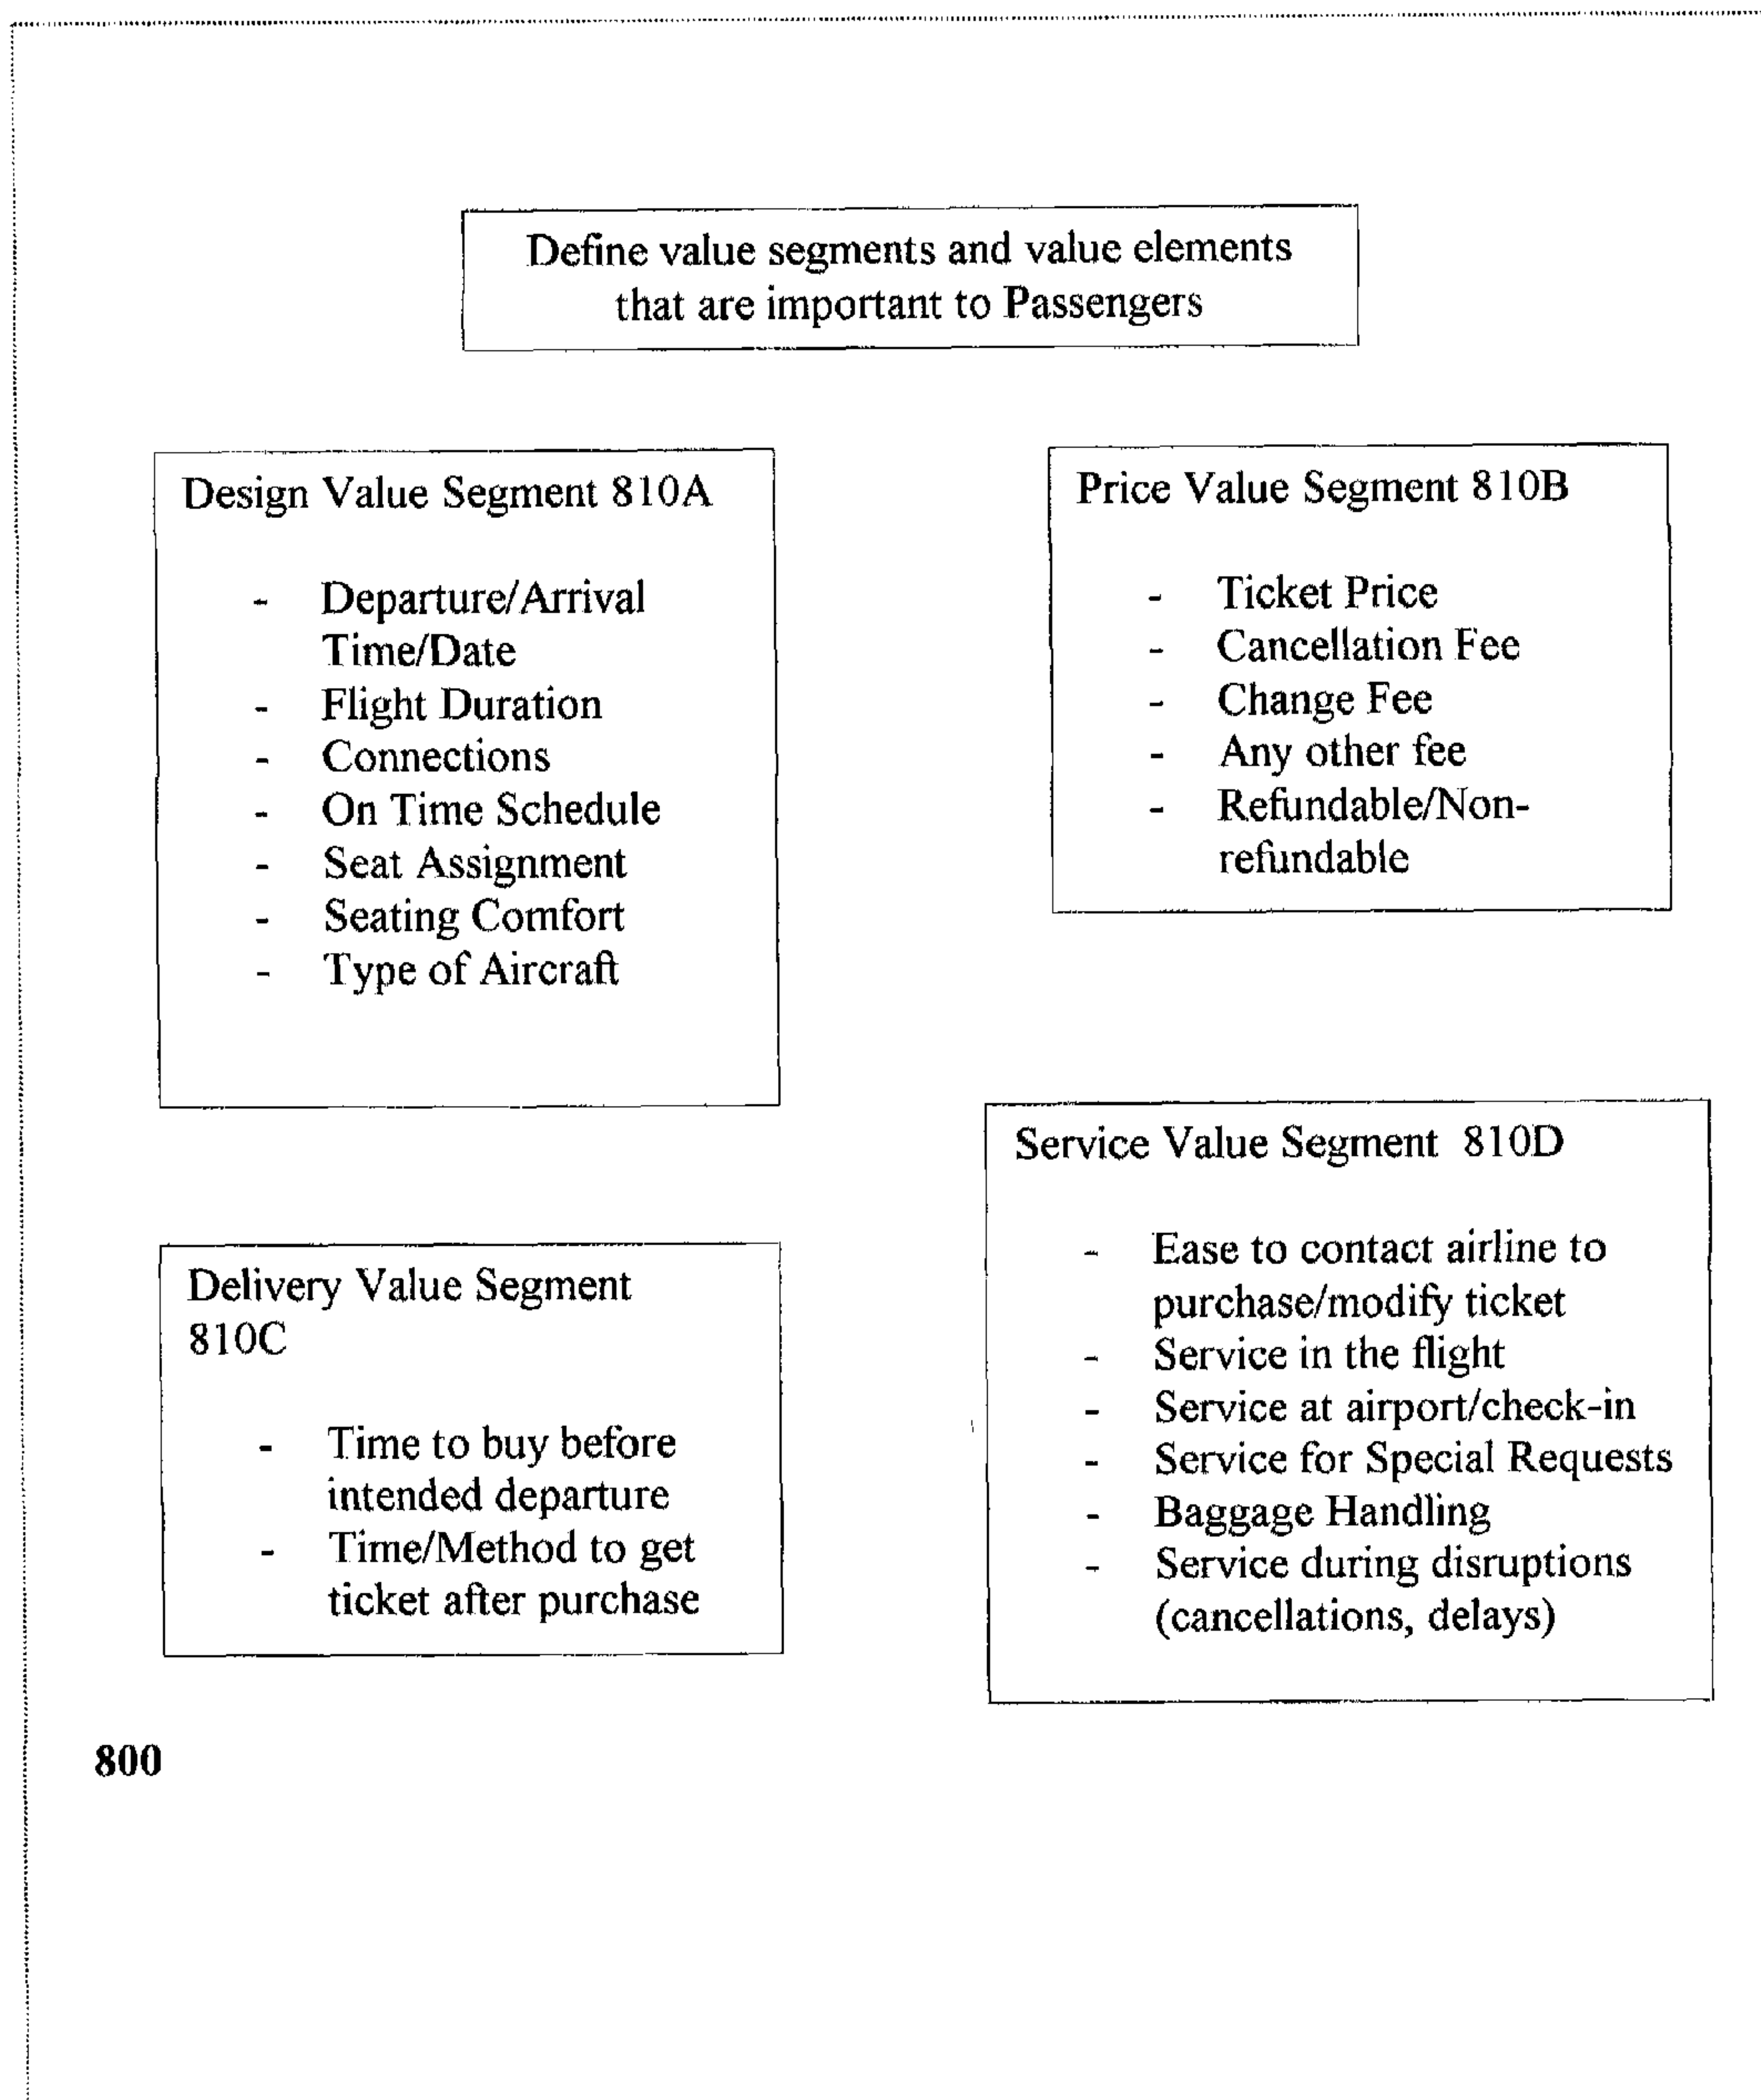 Define value segments and value elements
that are important to Passengers
Design Value Segment 810A
- Departure/Arrival
Time/Date
- Flight Duration
- Connections
- On Time Schedule
- Seat Assignment
- Seating Comfort
- Type of Aircraft
Price Value Segment 810B
- Ticket Price
- Cancellation Fee
- Change Fee
- Any other fee
- Refundable/Non-
refundable
Delivery Value Segment
810C
- Time to buy before
intended departure
- Time/Method to get
ticket after purchase
Service Value Segment 810D
- Ease to contact airline to
purchase/modify ticket
- Service in the flight
- Service at airport/check-in
- Service for Special Requests
- Baggage Handling
- Service during disruptions
(cancellations, delays)
800